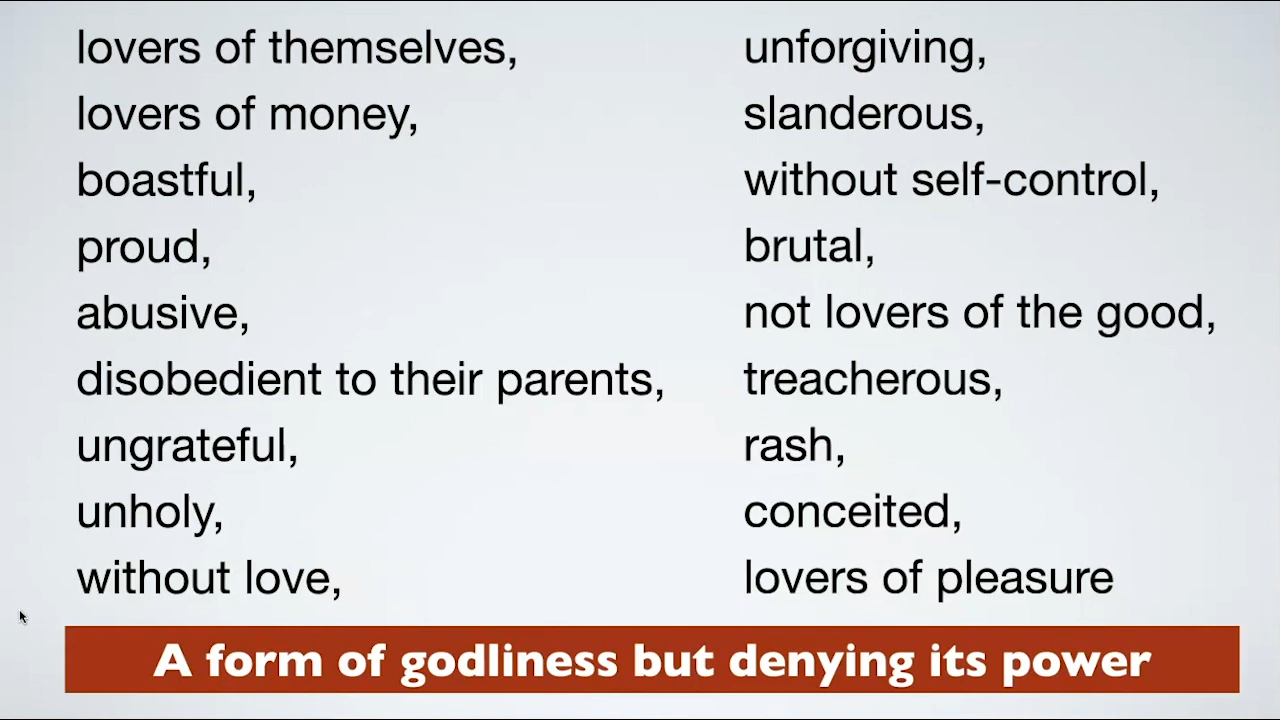 lovers of themselves,
lovers of money,
boastful,
proud,
abusive,
disobedient to their parents,
ungrateful,
unholy,
without love,
unforgiving,
slanderous,
without self-control,
brutal,
not lovers of the good,
treacherous,
rash,
conceited,
lovers of pleasure
A form of godliness but denying its power